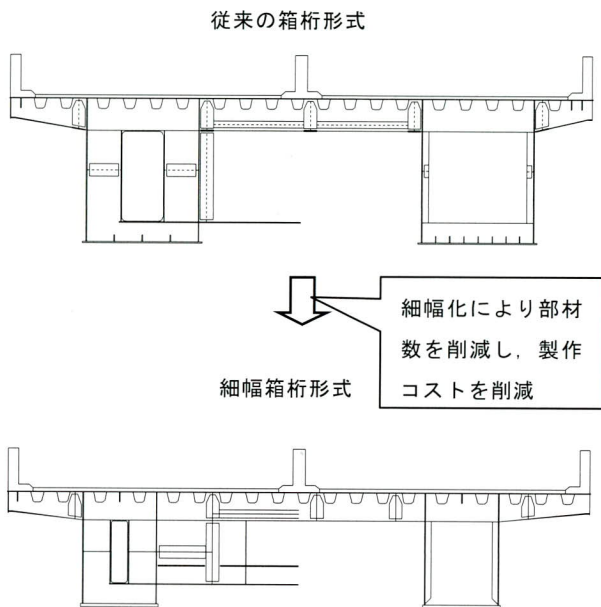 従来の箱桁形式
細幅化により部材
数を削減し，製作
コストを削減
細幅箱桁形式